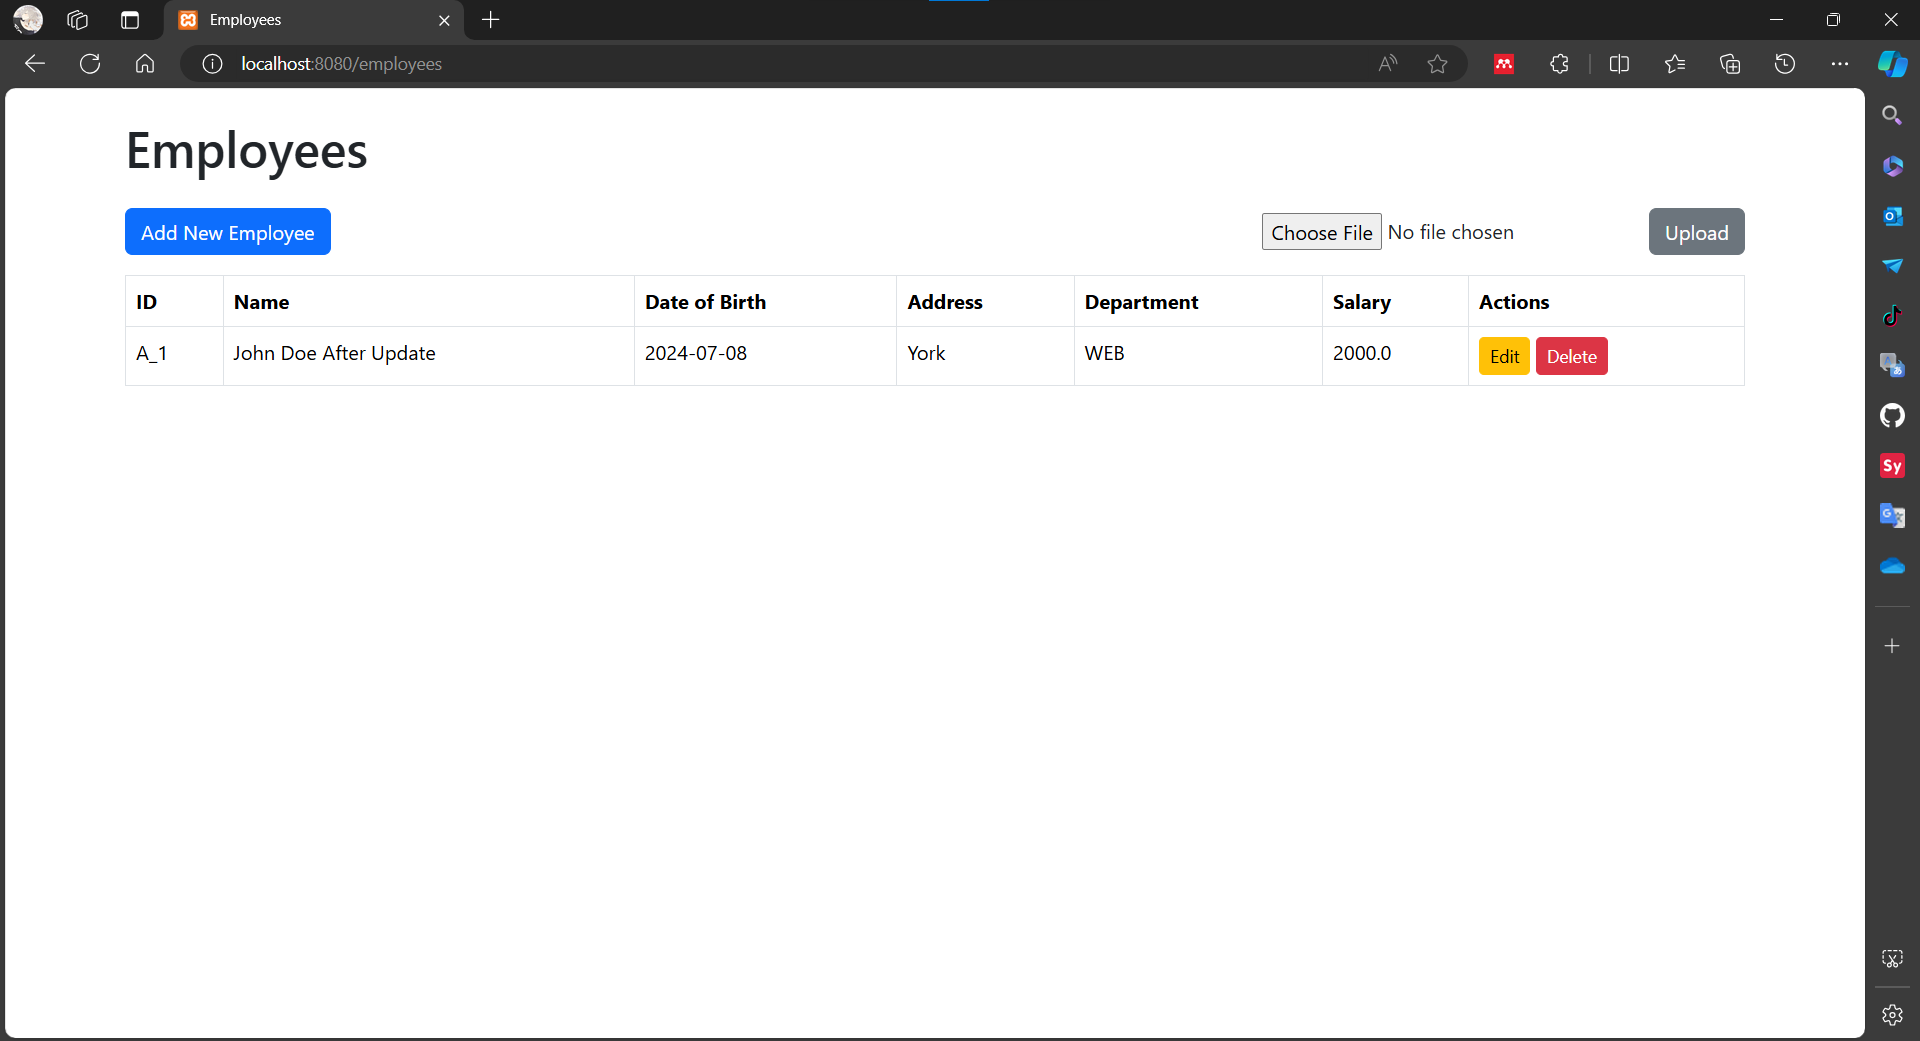 Employees
localhost:8080/employees
Employees
Add New Employee
Choose File No file chosen
Upload
ID Name Date of Birth Address Department Salary Actions
A_1 John Doe After Update 2024-07-08 York WEB 2000.0 Edit Delete
Sy